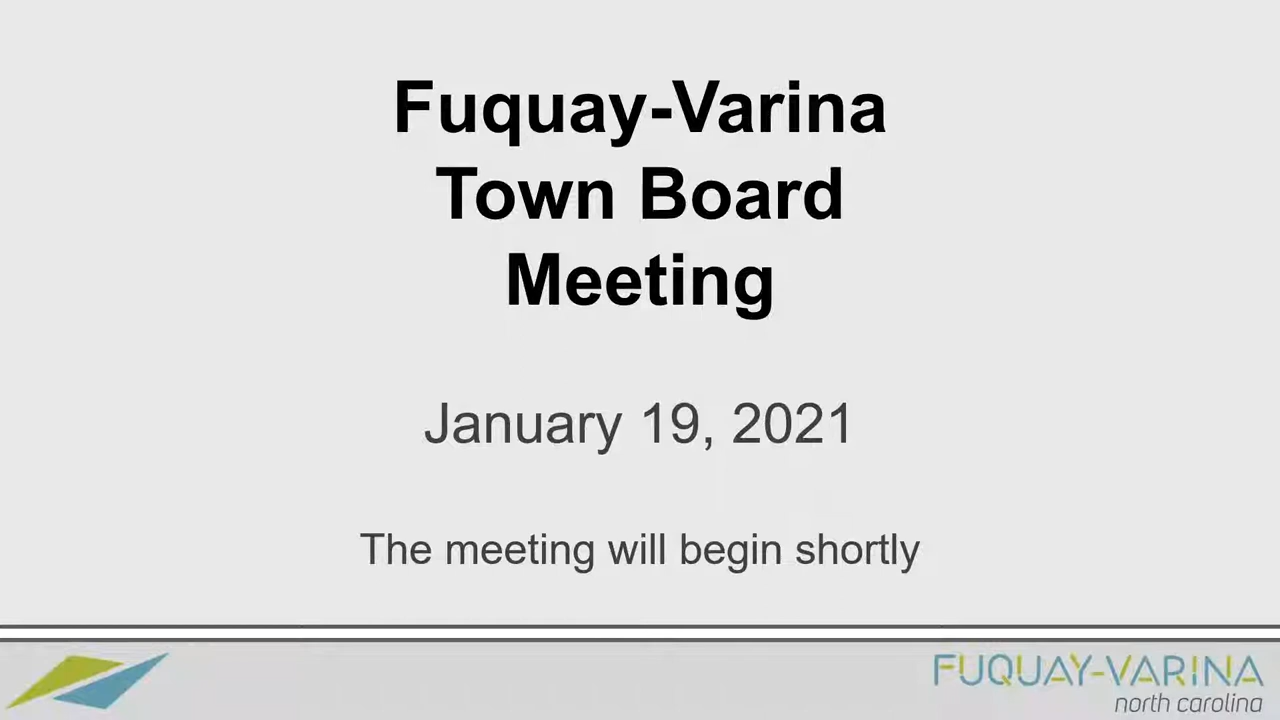 Fuquay-Varina
Town Board
Meeting
January 19, 2021
The meeting will begin shortly
FUQUAY-VARINA
north carolina